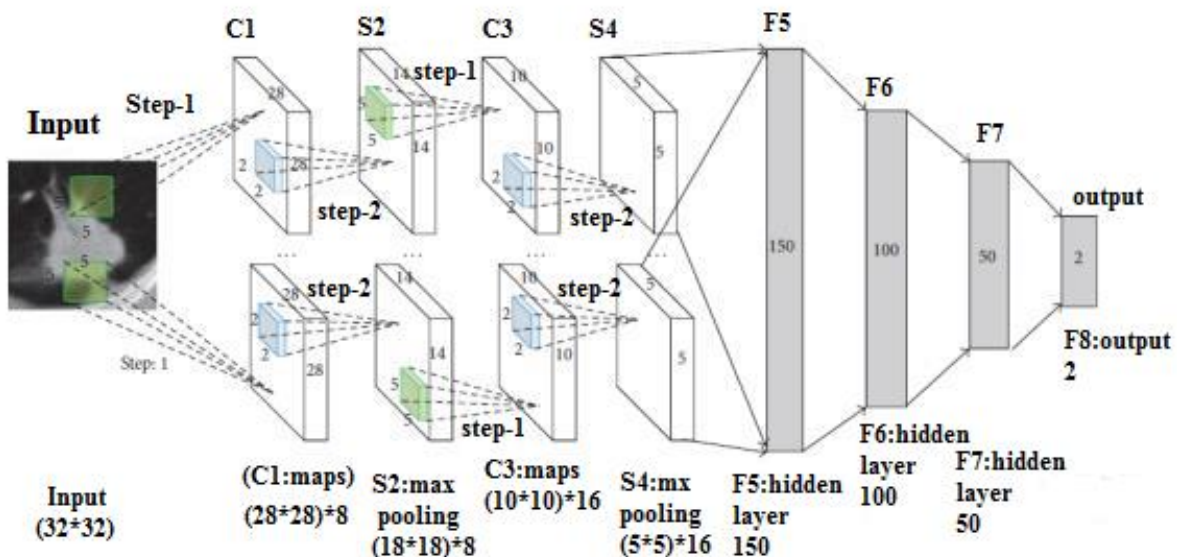 C1
S2
C3
S4
F5
F6
F7
output
Input
Step-1
step-1
step-2
step-2
28
28
2
2
14
14
5
5
10
10
2
2
5
5
5
5
5
5
...
...
...
...
step-2
step-1
step-2
Step: 1
28
28
2
2
14
14
5
5
10
10
2
2
5
5
150
100
50
2
Input
(32*32)
(C1:maps)
(28*28)*8
S2:max
pooling
(18*18)*8
C3:maps
(10*10)*16
S4:mx
pooling
(5*5)*16
F5:hidden
layer
150
F6:hidden
layer
100
F7:hidden
layer
50
F8:output
2